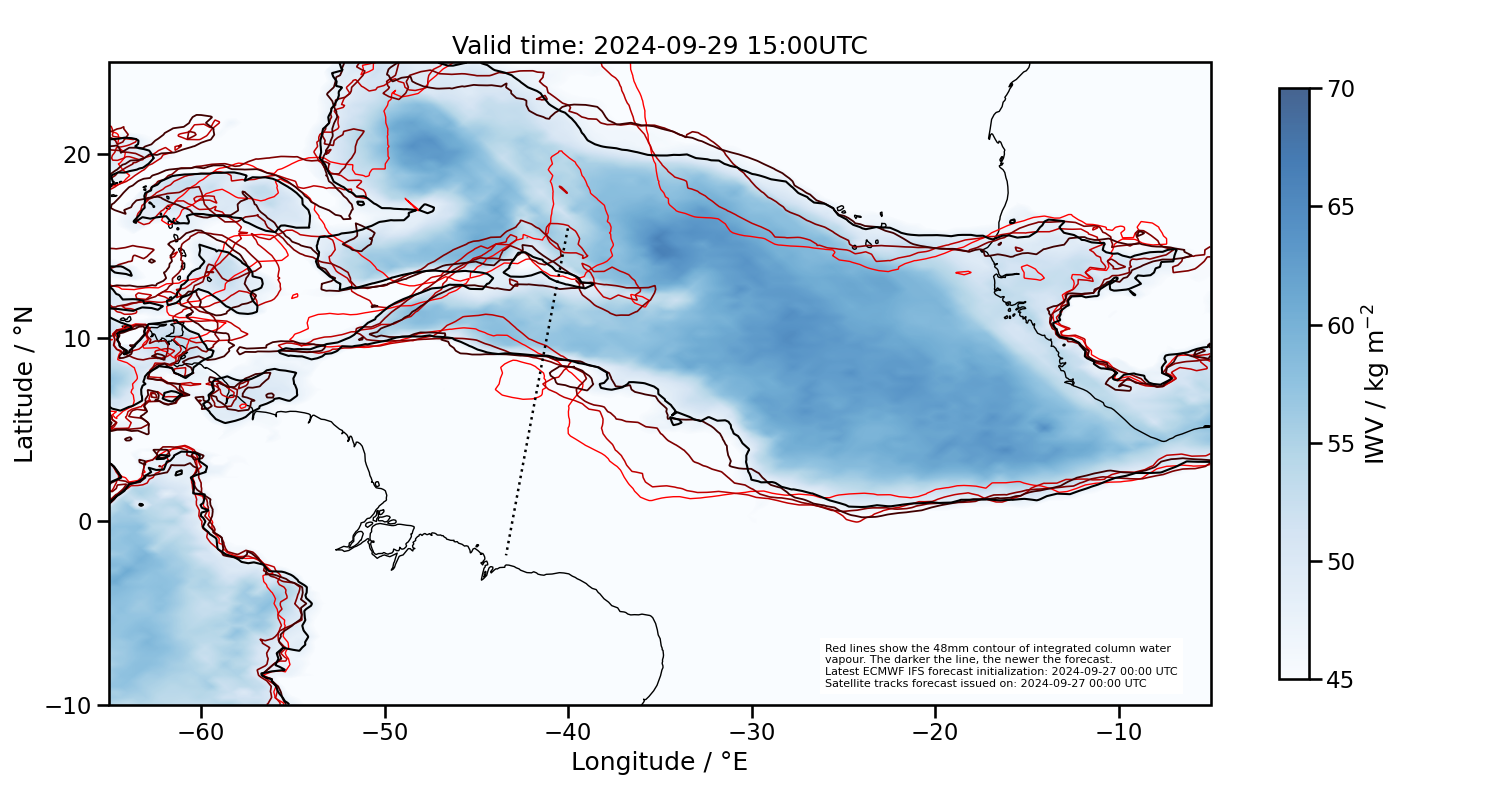 Valid time: 2024-09-29 15:00UTC
Latitude / °N
20
10
0
−10
−60
−50
−40
−30
−20
−10
Longitude / °E
Red lines show the 48mm contour of integrated column water
vapour. The darker the line, the newer the forecast.
Latest ECMWF IFS forecast initialization: 2024-09-27 00:00 UTC
Satellite tracks forecast issued on: 2024-09-27 00:00 UTC
70
65
60
55
50
45
IWV / kg m⁻²